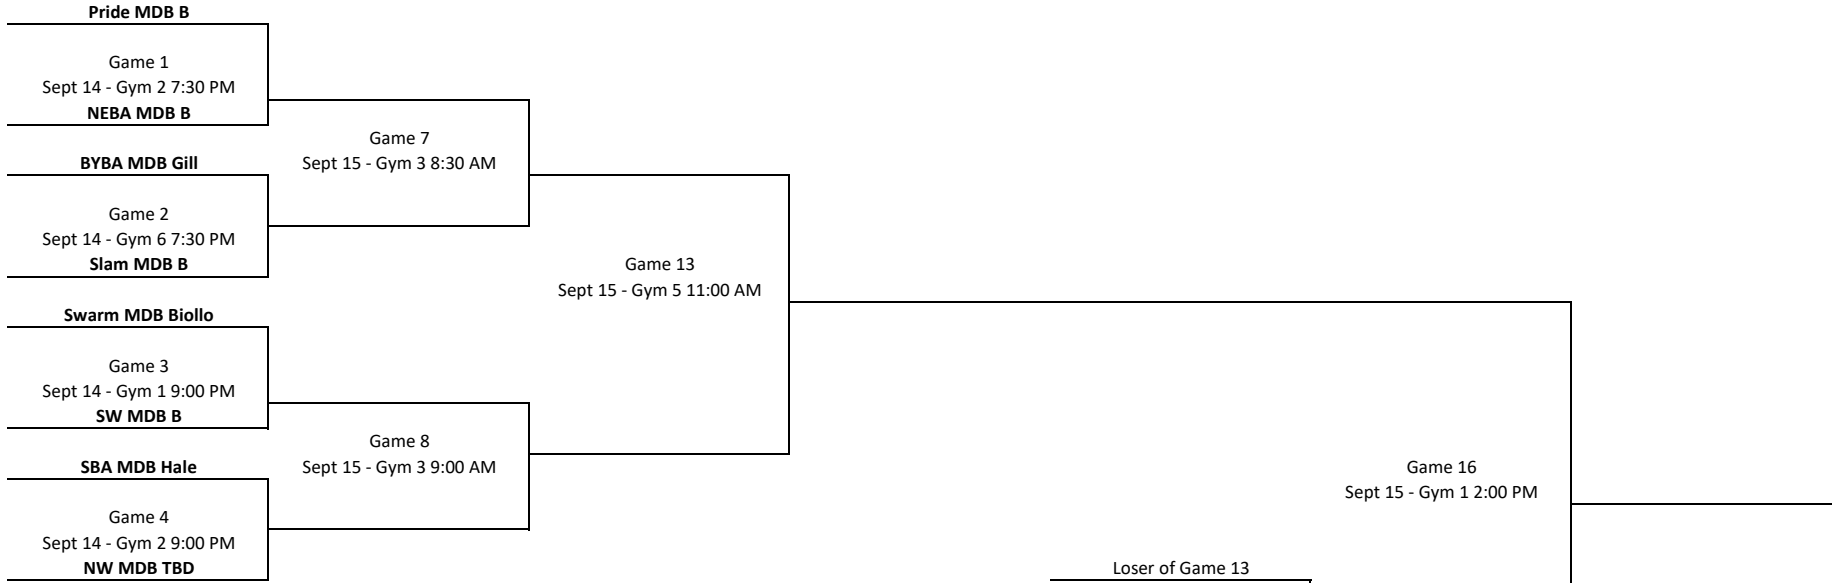 Pride MDB B
Game 1
Sept 14 - Gym 2 7:30 PM
NEBA MDB B
Game 7
Sept 15 - Gym 3 8:30 AM
BYBA MDB Gill
Game 2
Sept 14 - Gym 6 7:30 PM
Slam MDB B
Game 13
Sept 15 - Gym 5 11:00 AM
Swarm MDB Biollo
Game 3
Sept 14 - Gym 1 9:00 PM
SW MDB B
Game 8
Sept 15 - Gym 3 9:00 AM
SBA MDB Hale
Game 4
Sept 14 - Gym 2 9:00 PM
NW MDB TBD
Game 16
Sept 15 - Gym 1 2:00 PM
Loser of Game 13